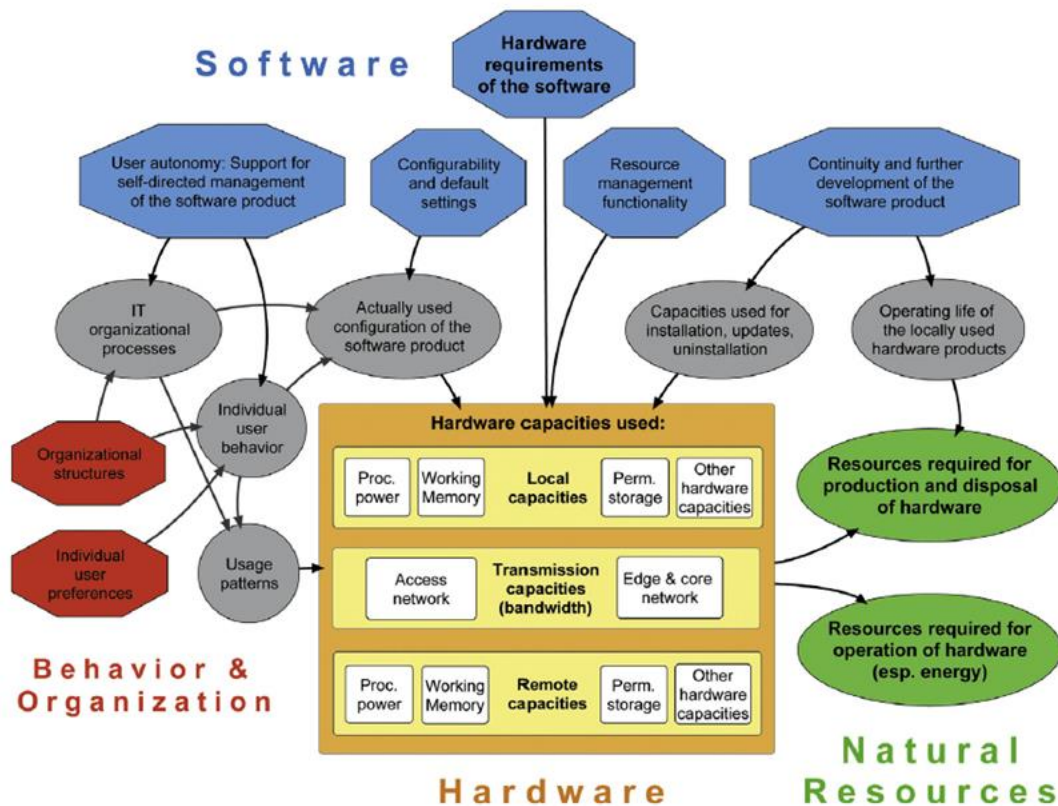 Software
Hardware
requirements
of the software
User autonomy: Support for
self-directed management
of the software product
Configurability
and default
settings
Resource
management
functionality
Continuity and further
development of the
software product
IT
organizational
processes
Actually used
configuration of the
software product
Capacities used for
installation, updates,
uninstallation
Operating life of
the locally used
hardware products
Individual
user
behavior
Organizational
structures
Individual
user
preferences
Usage
patterns
Behavior &
Organization
Hardware capacities used:
Proc.
power
Working
Memory
Local
capacities
Perm.
storage
Other
hardware
capacities
Access
network
Transmission
capacities
(bandwidth)
Edge & core
network
Proc.
power
Working
Memory
Remote
capacities
Perm.
storage
Other
hardware
capacities
Hardware
Resources required for
production and disposal
of hardware
Resources required for
operation of hardware
(esp. energy)
Natural
Resources